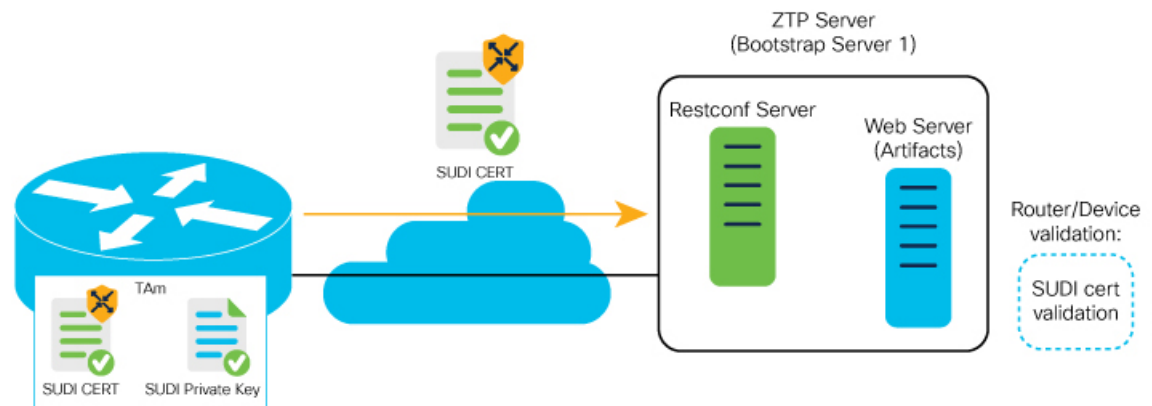 ZTP Server
(Bootstrap Server 1)
SUDI CERT
Restconf Server
Web Server
(Artifacts)
Router/Device
validation:
SUDI cert
validation
TAm
SUDI CERT
SUDI Private Key